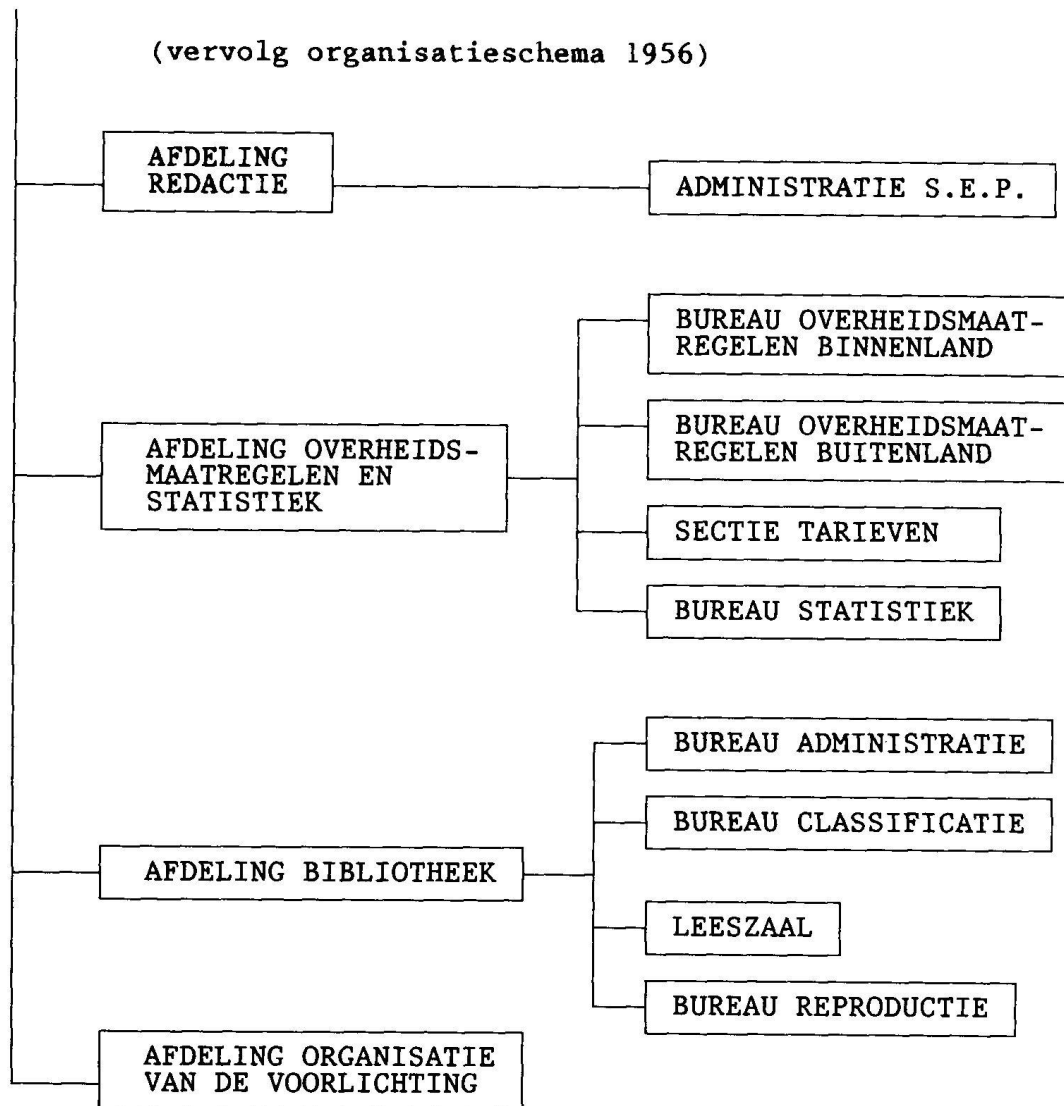 (vervolg organisatieschema 1956)
AFDELING
REDACTIE
ADMINISTRATIE S.E.P.
AFDELING OVERHEIDS-
MAATREGELEN EN
STATISTIEK
BUREAU OVERHEIDSMAAT-
REGELEN BINNENLAND
BUREAU OVERHEIDSMAAT-
REGELEN BUITENLAND
SECTIE TARIEVEN
BUREAU STATISTIEK
AFDELING BIBLIOTHEEK
BUREAU ADMINISTRATIE
BUREAU CLASSIFICATIE
LEESZAAL
BUREAU REPRODUCTIE
AFDELING ORGANISATIE
VAN DE VOORLICHTING